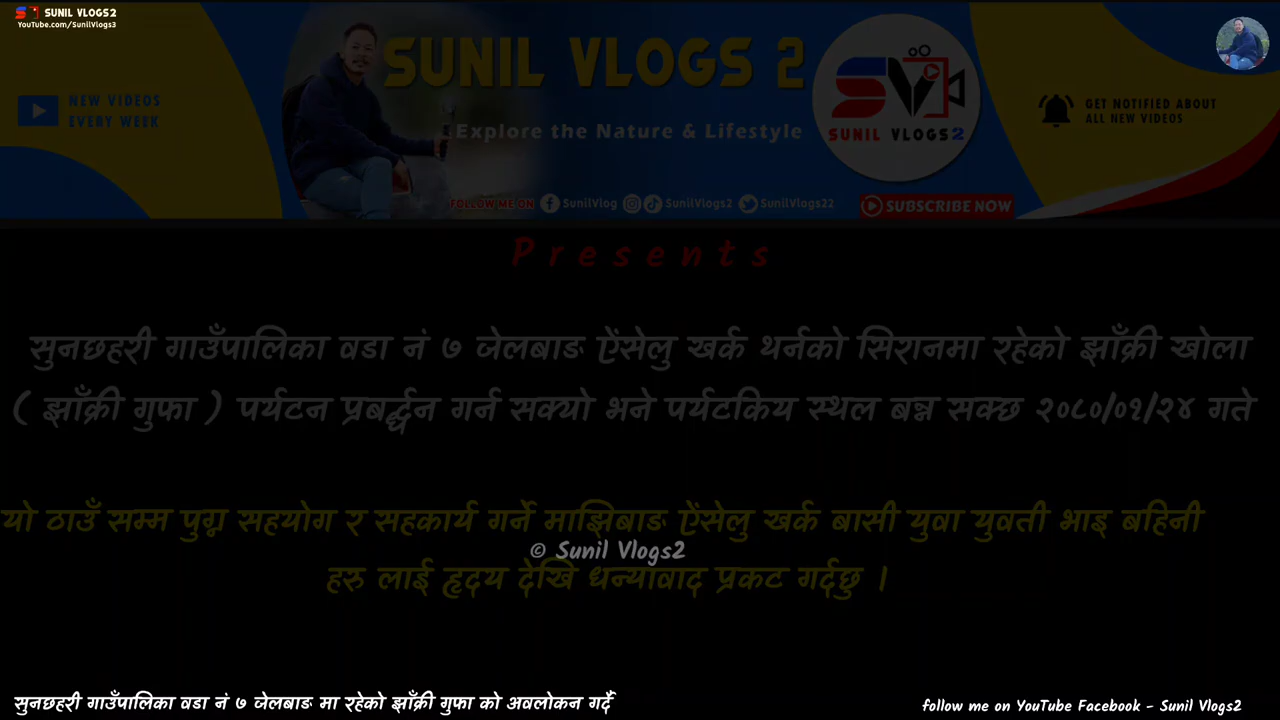 SUNIL VLOGS2
YouTube.com/SunilVlogs3
NEW VIDEOS
EVERY WEEK
SUNIL VLOGS 2
Explore the Nature & Lifestyle
FOLLOW ME ON SunilVlog SunilVlogs2 SunilVlogs22
SV
SUNIL VLOGS2
SUBSCRIBE NOW
GET NOTIFIED ABOUT
ALL NEW VIDEOS
Presents
सुनछहरी गाउँपालिका वडा नं ७ जेलबाङ ऐंसेलु खर्क थर्नको सिरानमा रहेको झाँक्री खोला
( झाँक्री गुफा ) पर्यटन प्रबर्द्धन गर्न सक्यो भने पर्यटकिय स्थल बन्न सक्छ २०८०/०१/२४ गते
यो ठाउँ सम्म पुग्न सहयोग र सहकार्य गर्ने माझिबाङ ऐंसेलु खर्क बासी युवा युवती भाइ बहिनी
© Sunil Vlogs2
हरु लाई हृदय देखि धन्यावाद प्रकट गर्दछु ।
सुनछहरी गाउँपालिका वडा नं ७ जेलबाङ मा रहेको झाँक्री गुफा को अवलोकन गर्दै
follow me on YouTube Facebook - Sunil Vlogs2